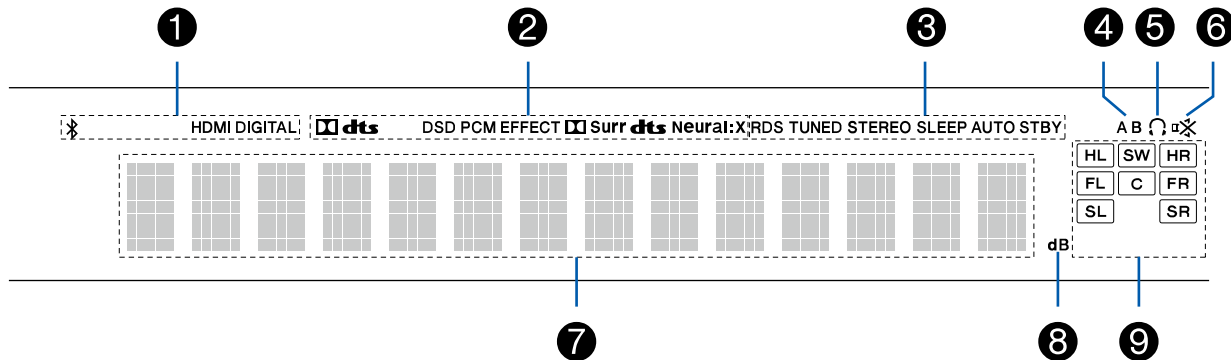 1 2 3 4 5 6
HDMI DIGITAL dts DSD PCM EFFECT Surr dts Neural:X RDS TUNED STEREO SLEEP AUTO STBY A B
HL SW HR
FL C FR
SL SR
dB
7 8 9